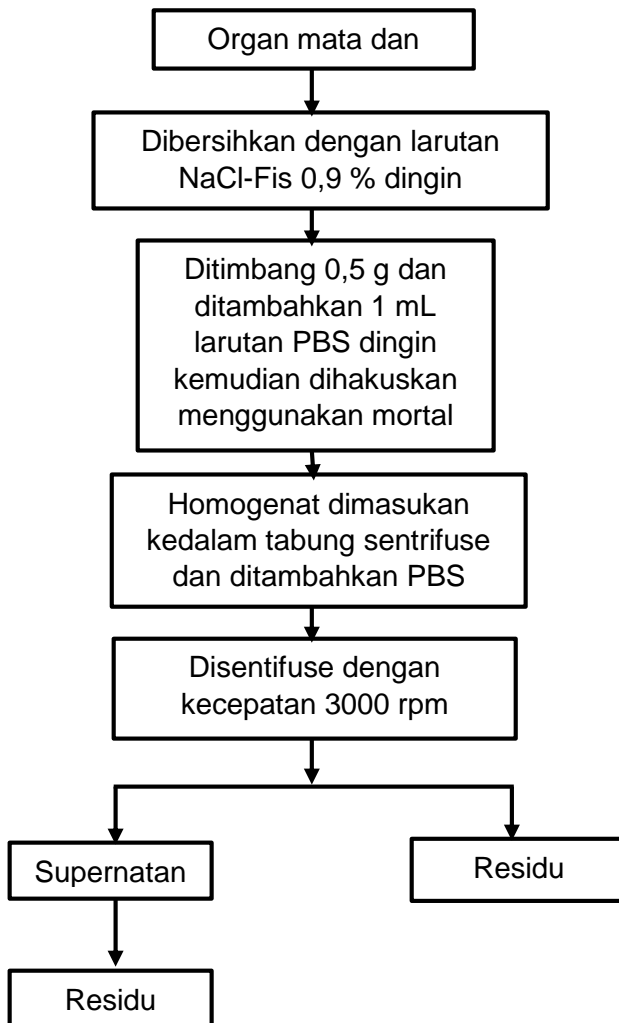 Organ mata dan
Dibersihkan dengan larutan
NaCl-Fis 0,9 % dingin
Ditimbang 0,5 g dan
ditambahkan 1 mL
larutan PBS dingin
kemudian dihakuskan
menggunakan mortal
Homogenat dimasukan
kedalam tabung sentrifuse
dan ditambahkan PBS
Disentifuse dengan
kecepatan 3000 rpm
Supernatan
Residu
Residu